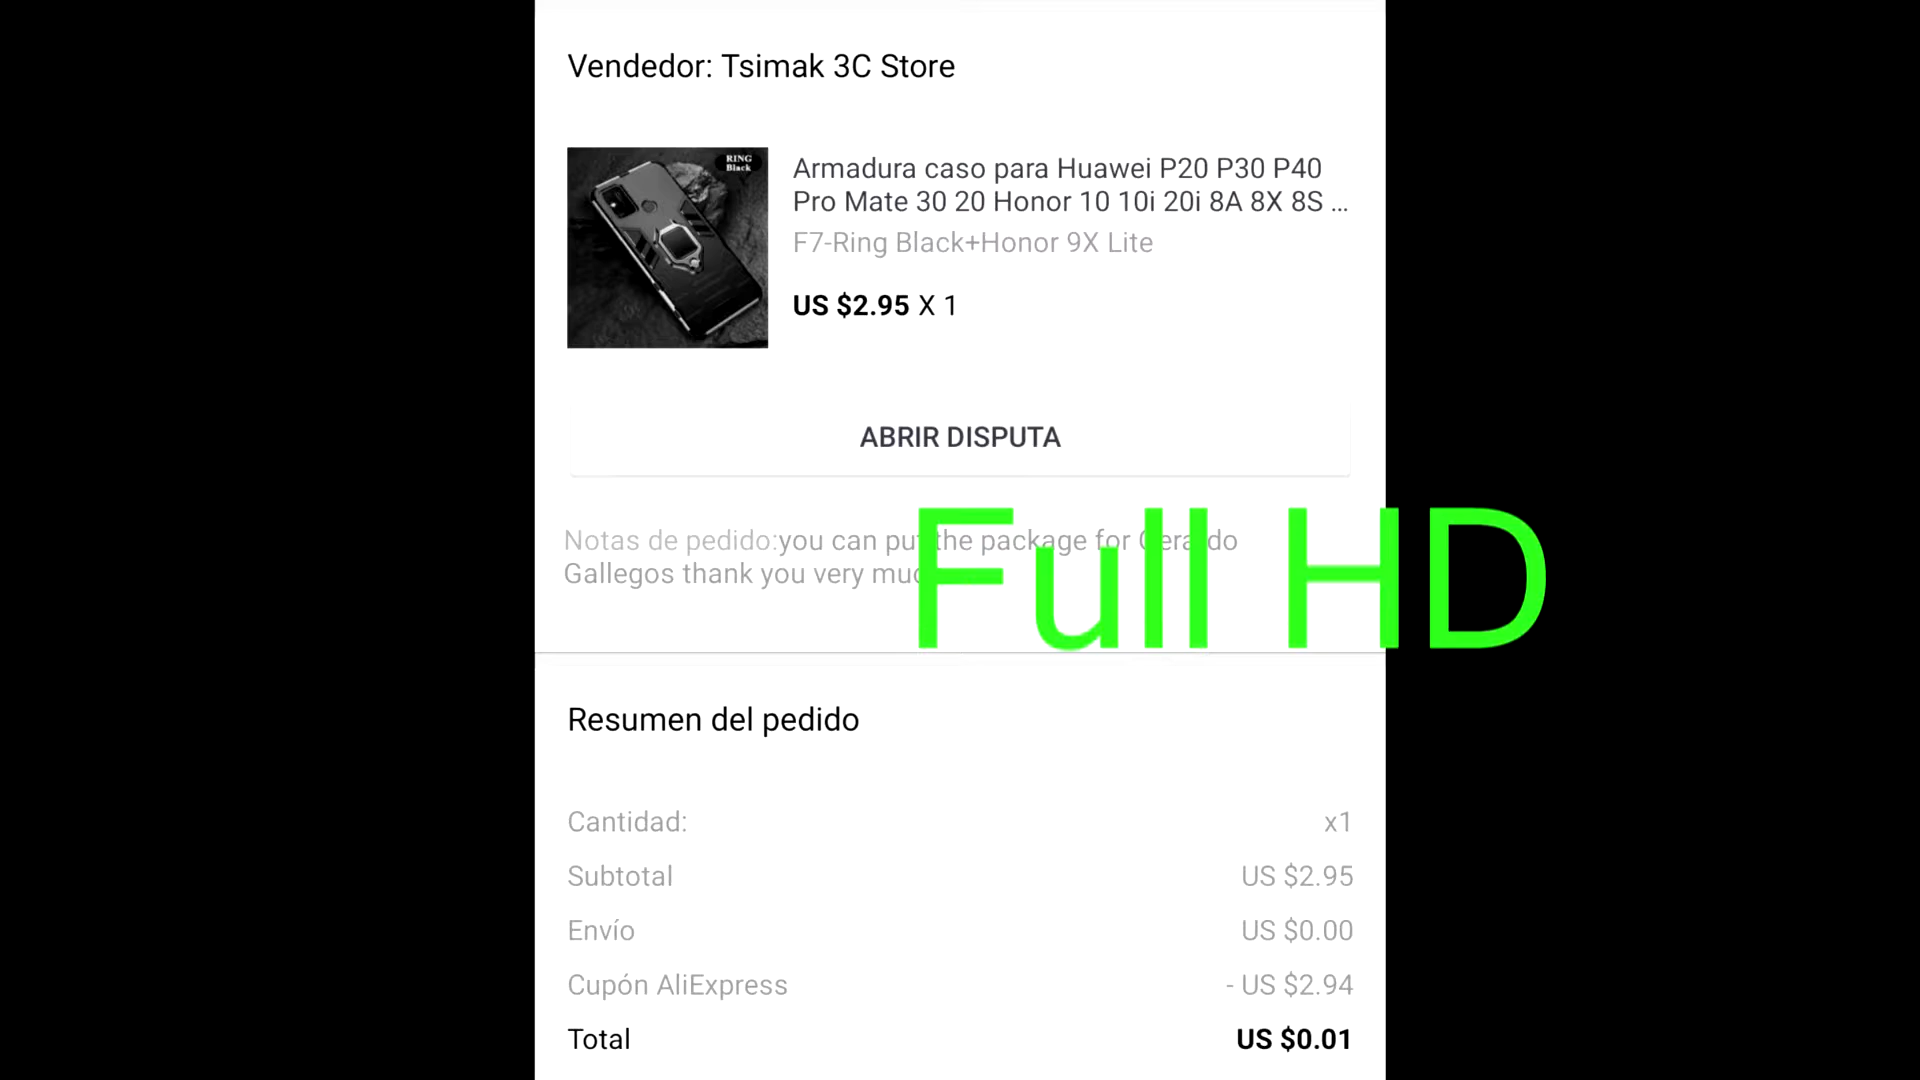 Vendedor: Tsimak 3C Store
RING
Black
Armadura caso para Huawei P20 P30 P40
Pro Mate 30 20 Honor 10 10i 20i 8A 8X 8S ...
F7-Ring Black+Honor 9X Lite
US $2.95 X 1
ABRIR DISPUTA
Notas de pedido:you can put the package for Gerardo
Gallegos thank you very much
Full HD
Resumen del pedido
Cantidad: x1
Subtotal US $2.95
Envío US $0.00
Cupón AliExpress - US $2.94
Total US $0.01